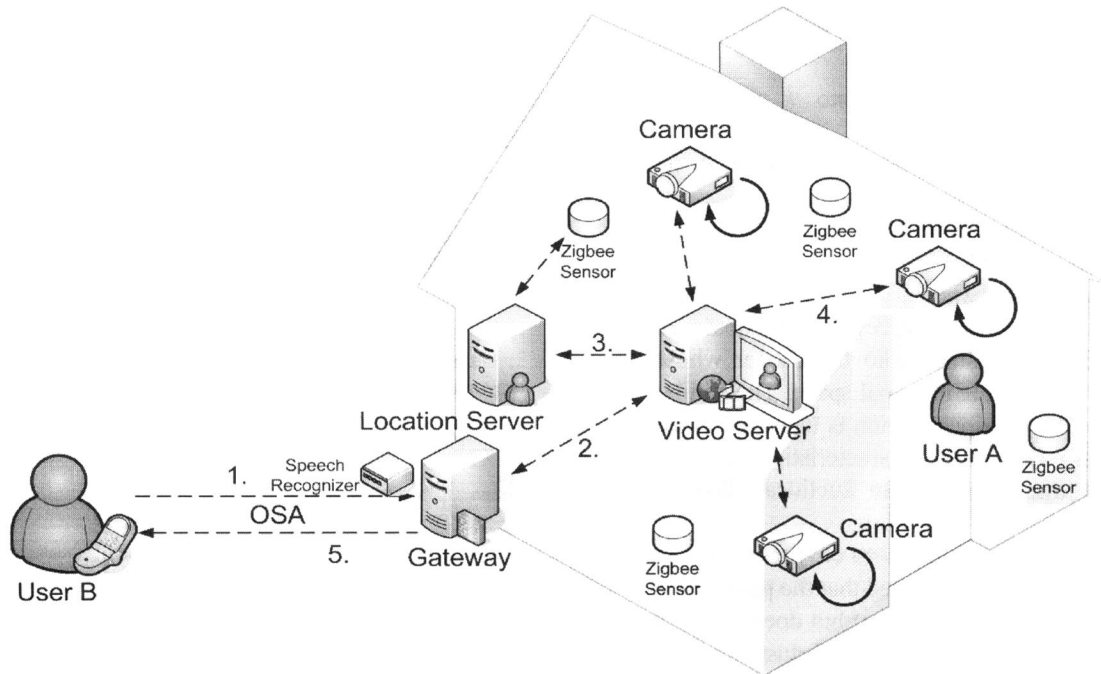 Camera
Zigbee
Sensor
Camera
Zigbee
Sensor
4.
3.
Location Server
Video Server
User A
Zigbee
Sensor
2.
1.
Speech
Recognizer
OSA
5.
Gateway
User B
Zigbee
Sensor
Camera